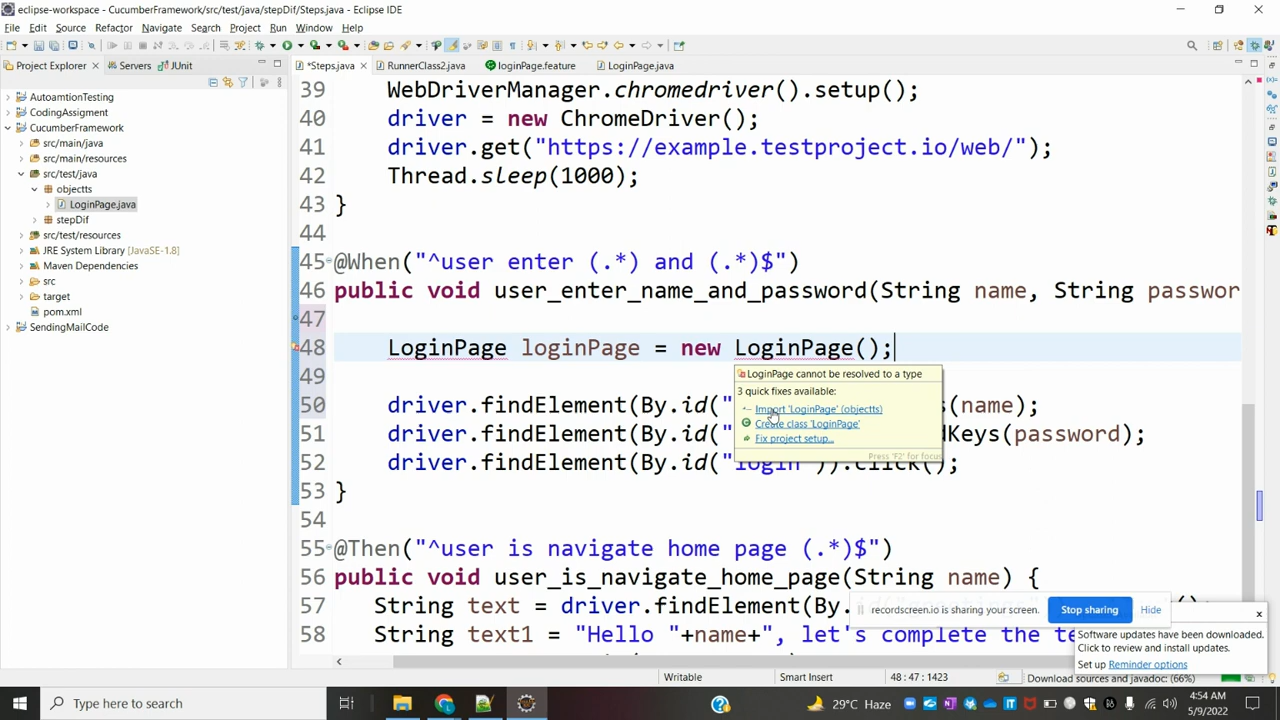 eclipse-workspace - CucumberFramework/src/test/java/stepDif/Steps.java - Eclipse IDE
File Edit Source Refactor Navigate Search Project Run Window Help
Project Explorer Servers JUnit *Steps.java RunnerClass2.java loginPage.feature LoginPage.java
AutoamtionTesting
CodingAssigment
CucumberFramework
src/main/java
src/main/resources
src/test/java
objectts
LoginPage.java
stepDif
src/test/resources
JRE System Library [JavaSE-1.8]
Maven Dependencies
src
target
pom.xml
SendingMailCode
39 WebDriverManager.chromedriver().setup();
40 driver = new ChromeDriver();
41 driver.get("https://example.testproject.io/web/");
42 Thread.sleep(1000);
43 }
44
45 @When("^user enter (.*) and (.*)$")
46 public void user_enter_name_and_password(String name, String passwor
47
48 LoginPage loginPage = new LoginPage();
49
50 driver.findElement(By.id(" s(name);
51 driver.findElement(By.id(" dKeys(password);
52 driver.findElement(By.id("login")).click();
53 }
54
55 @Then("^user is navigate home page (.*)$")
56 public void user_is_navigate_home_page(String name) {
57 String text = driver.findElement(By.
58 String text1 = "Hello "+name+", let's complete the te
LoginPage cannot be resolved to a type
3 quick fixes available:
Import 'LoginPage' (objectts)
Create class 'LoginPage'
Fix project setup...
Press 'F2' for focus
recordscreen.io is sharing your screen. Stop sharing Hide
Software updates have been downloaded.
Click to review and install updates.
Set up Reminder options
Writable Smart Insert 48 : 47 : 1423 Download sources and javadoc: (66%)
Type here to search
29°C Haze
4:54 AM
5/9/2022